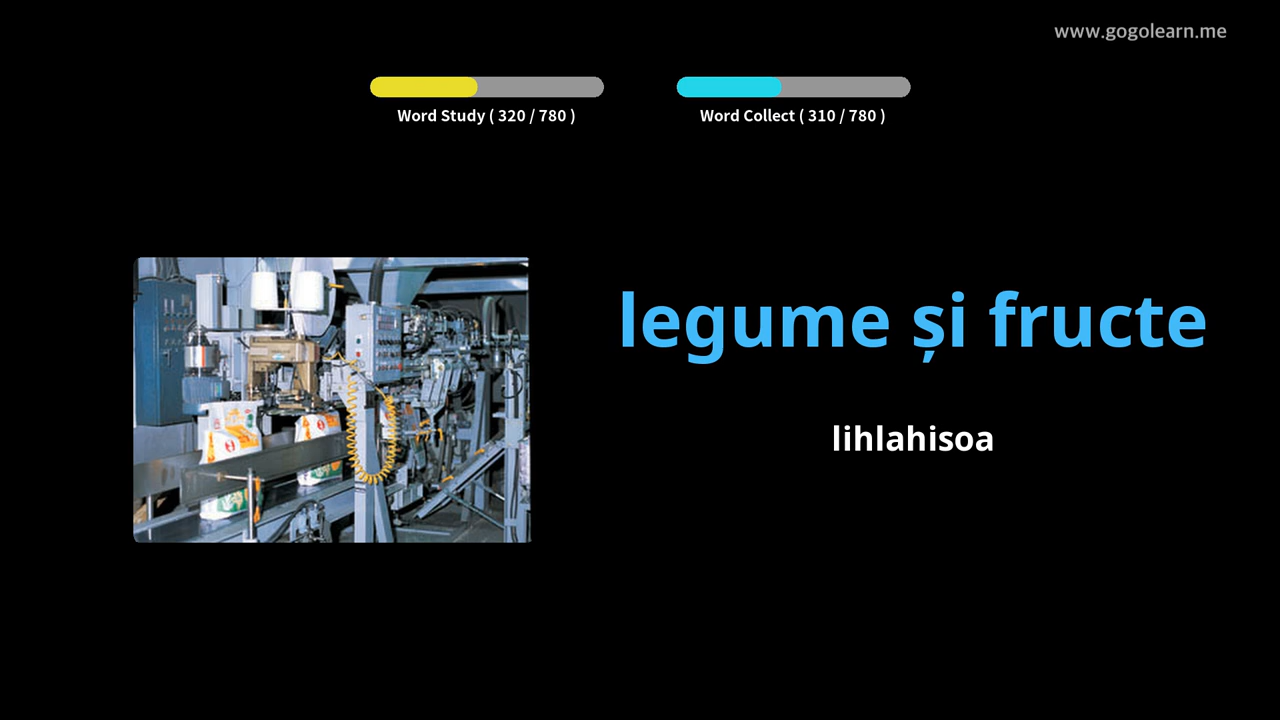 www.gogolearn.me
Word Study ( 320 / 780 )
Word Collect ( 310 / 780 )
legume și fructe
lihlahisoa